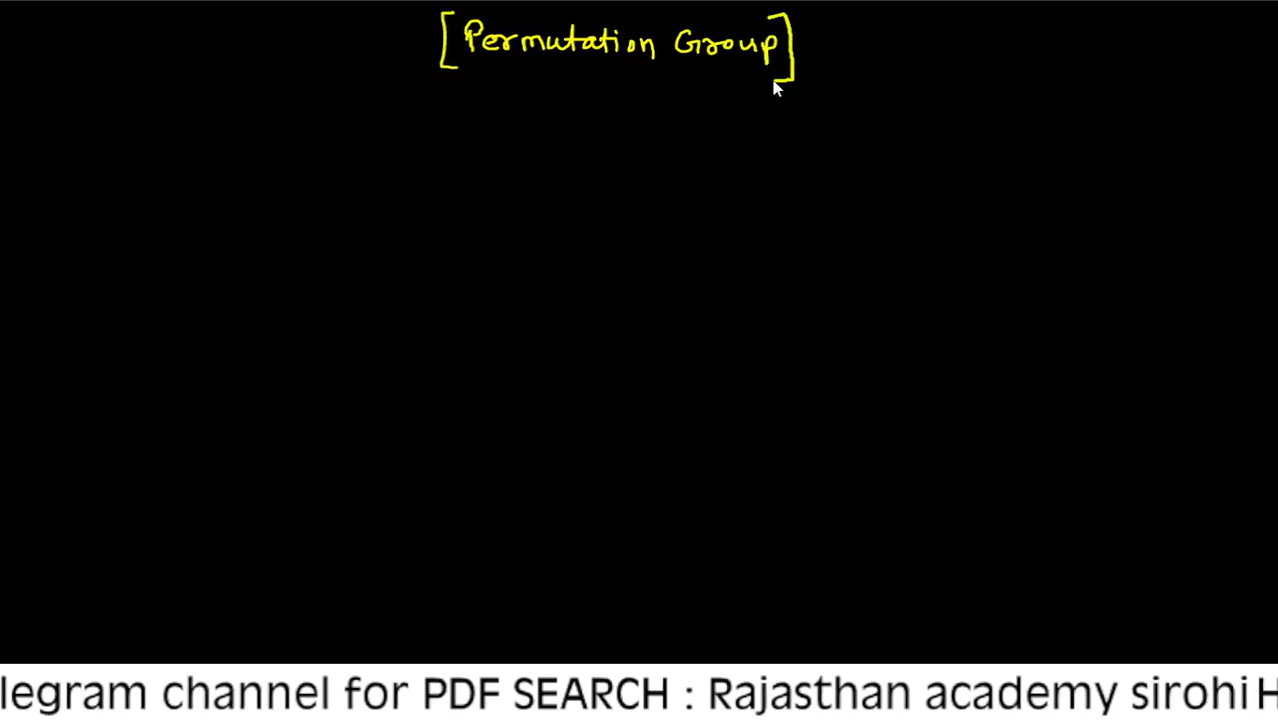 [Permutation Group]
legram channel for PDF SEARCH : Rajasthan academy sirohi H